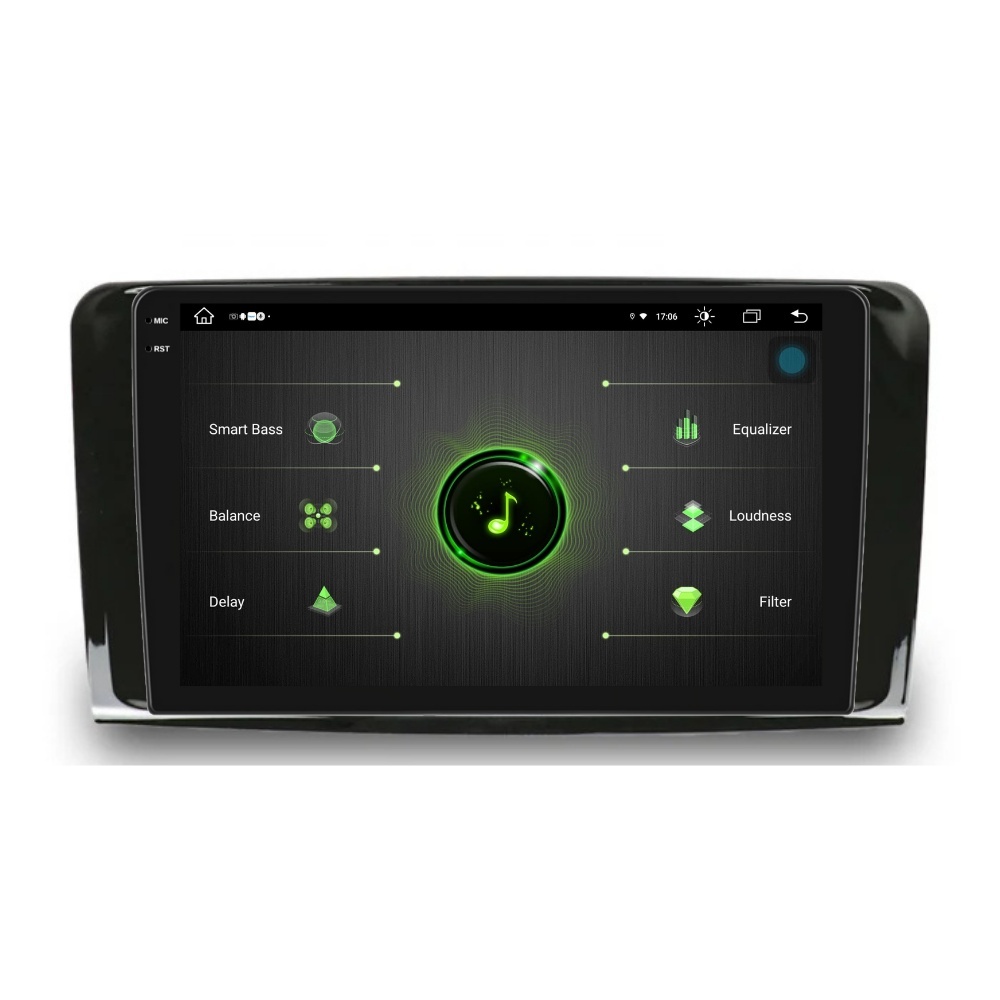 MIC
17:06
RST
Smart Bass
Equalizer
Balance
Loudness
Delay
Filter